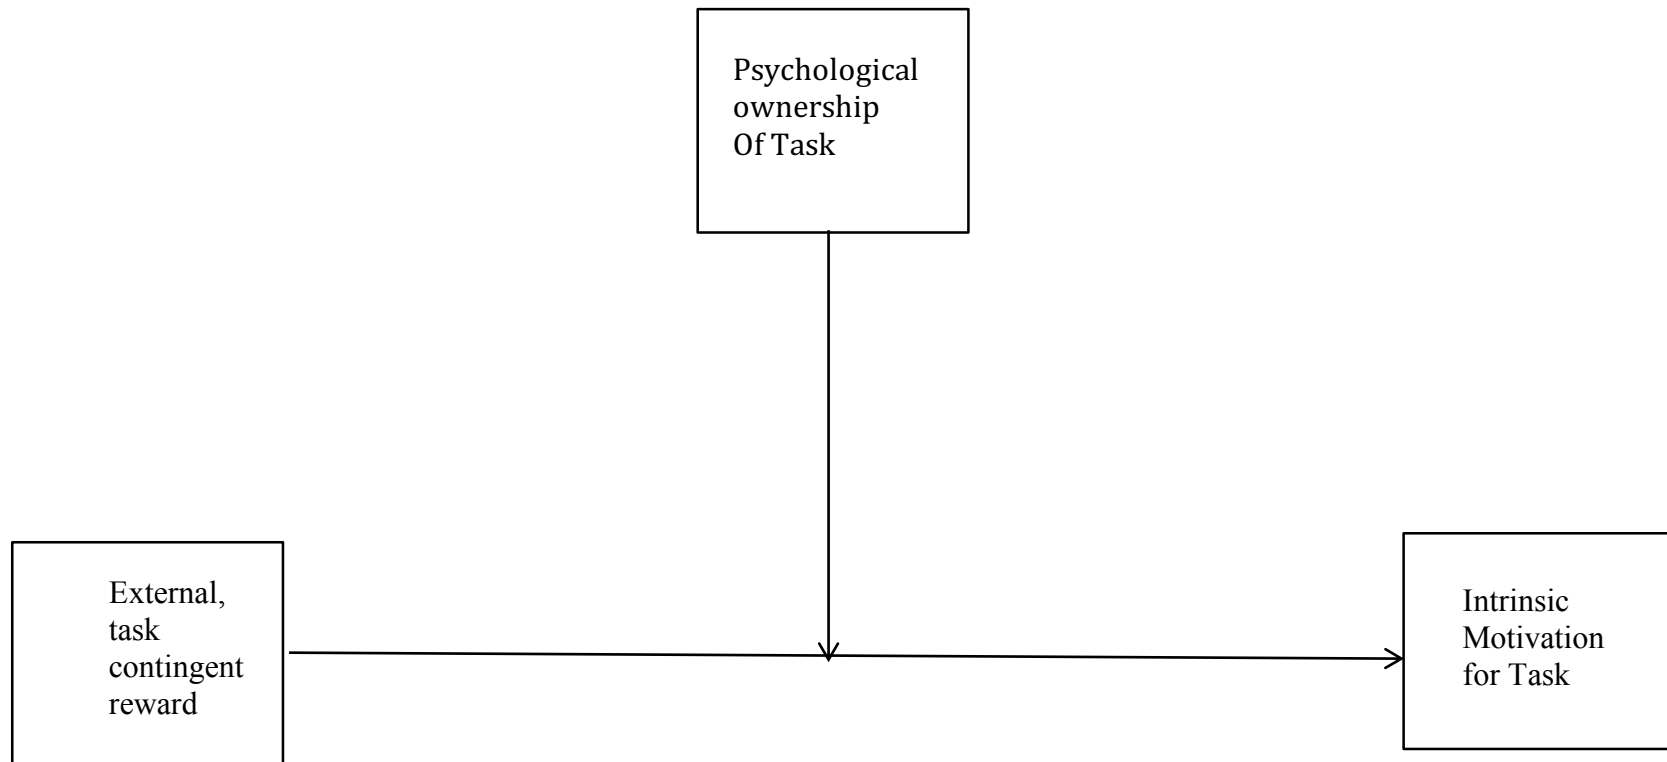 Psychological
ownership
Of Task
External,
task
contingent
reward
Intrinsic
Motivation
for Task